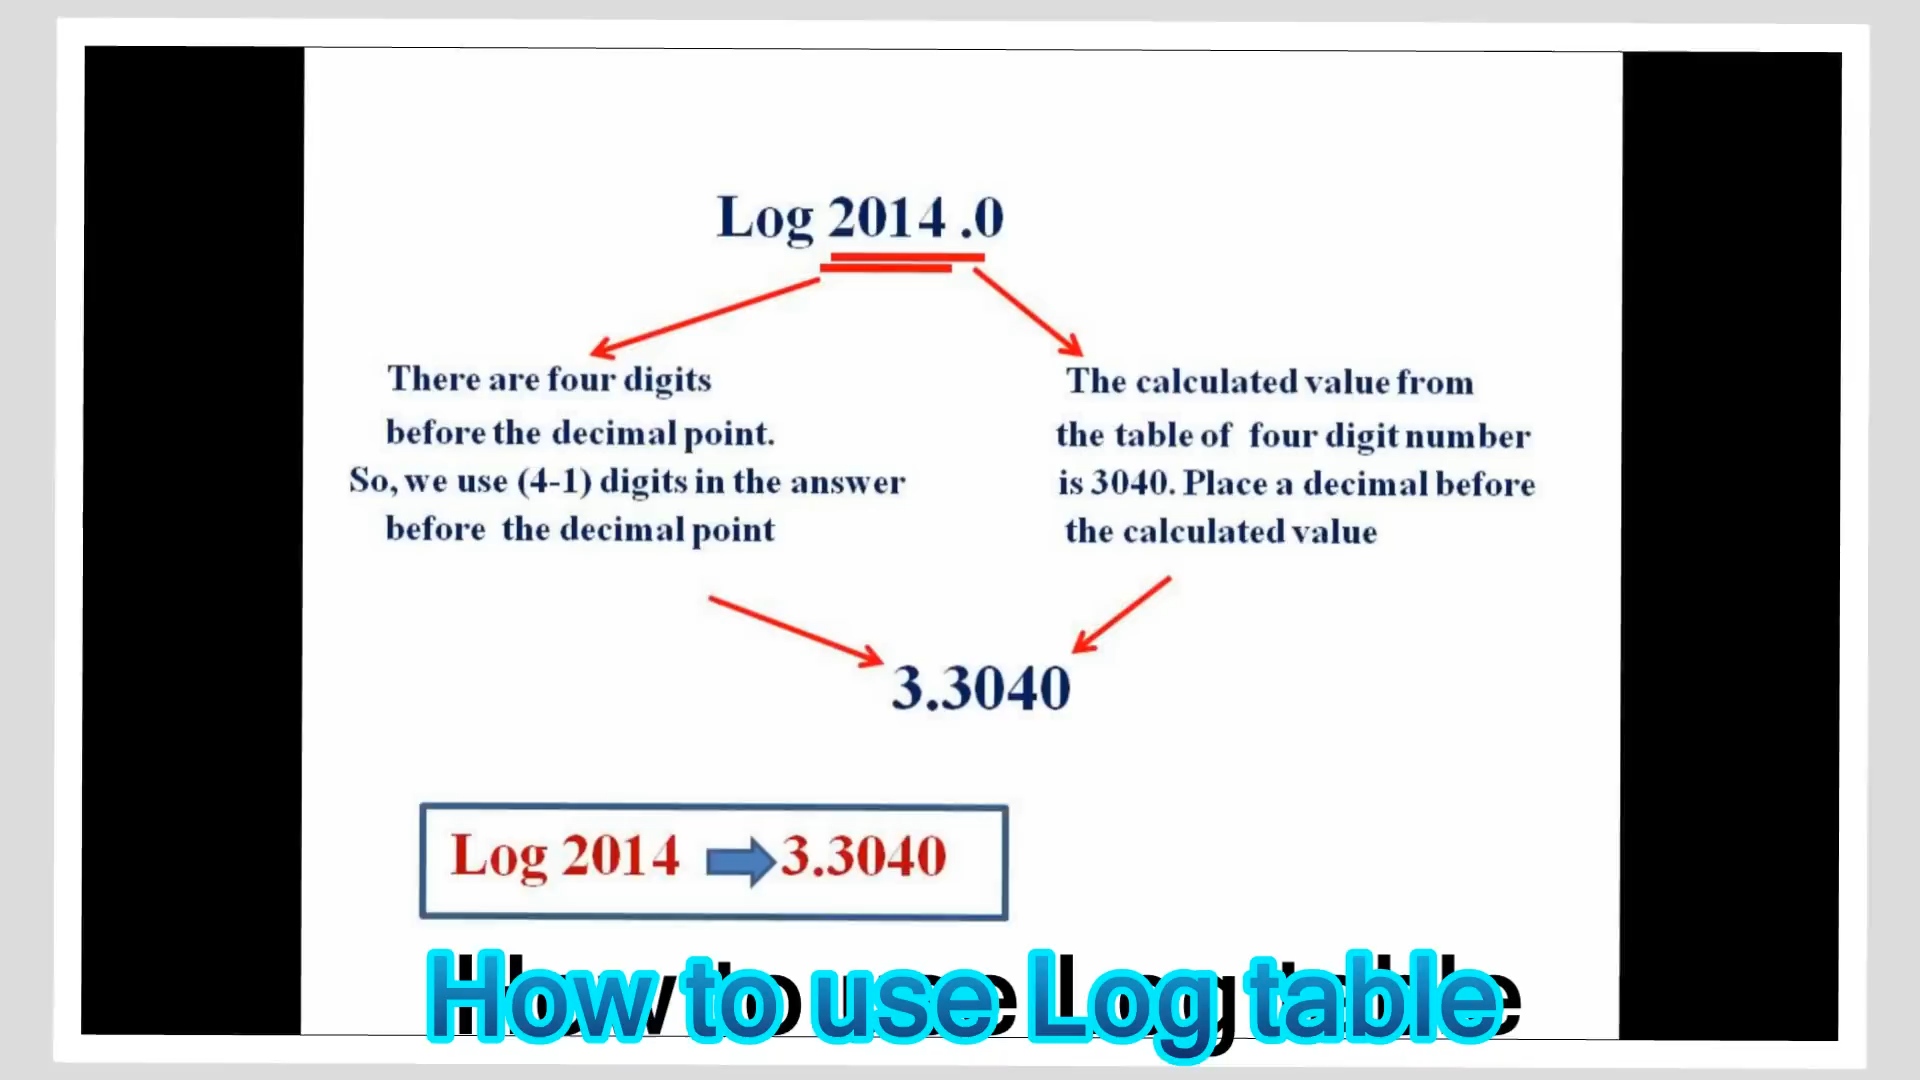 Log 2014 .0
There are four digits
before the decimal point.
So, we use (4-1) digits in the answer
before the decimal point
The calculated value from
the table of four digit number
is 3040. Place a decimal before
the calculated value
3.3040
Log 2014 3.3040
How to use Log table